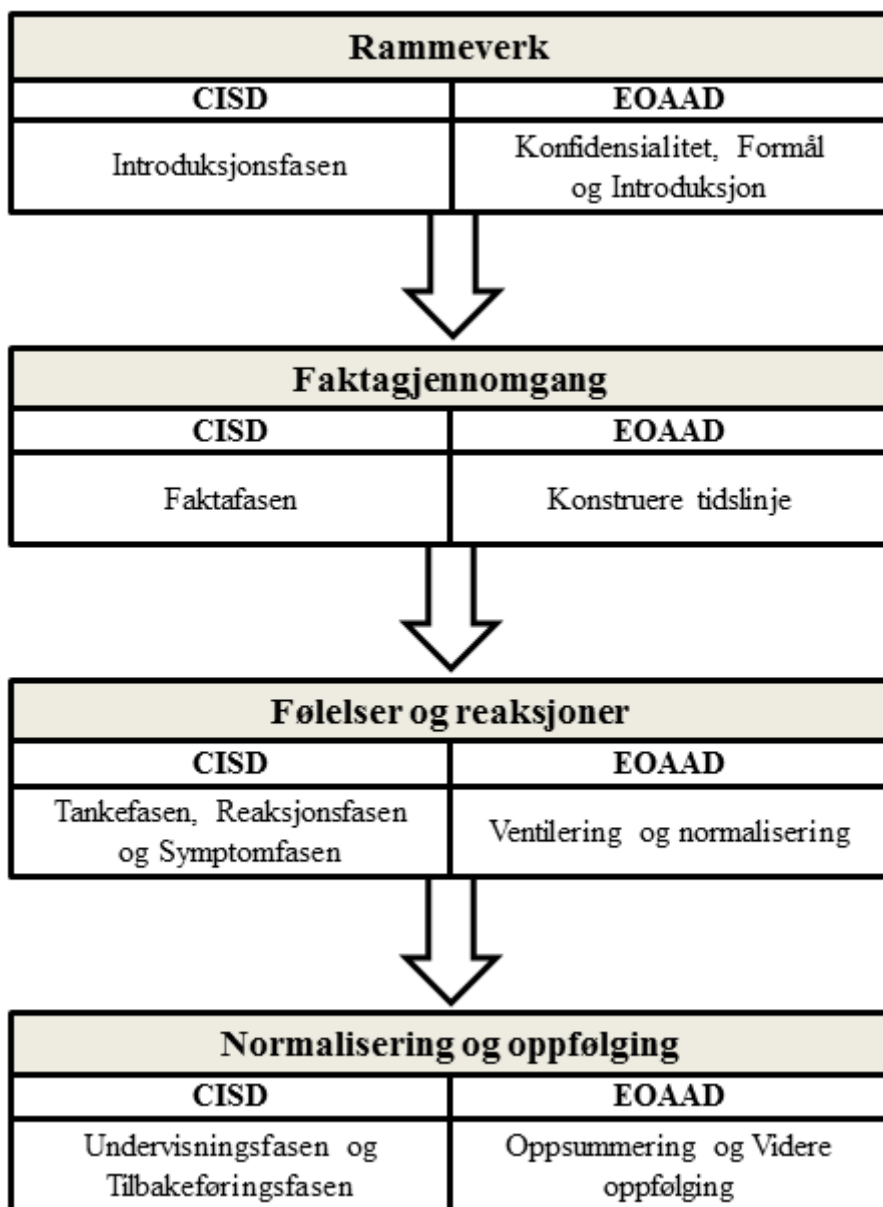 Rammeverk
CISD
EOAAD
Introduksjonsfasen
Konfidensialitet, Formål
og Introduksjon
Faktagjennomgang
CISD
EOAAD
Faktafasen
Konstruere tidslinje
Følelser og reaksjoner
CISD
EOAAD
Tankefasen, Reaksjonsfasen
og Symptomfasen
Ventilering og normalisering
Normalisering og oppfølging
CISD
EOAAD
Undervisningsfasen og
Tilbakeføringsfasen
Oppsummering og Videre
oppfølging